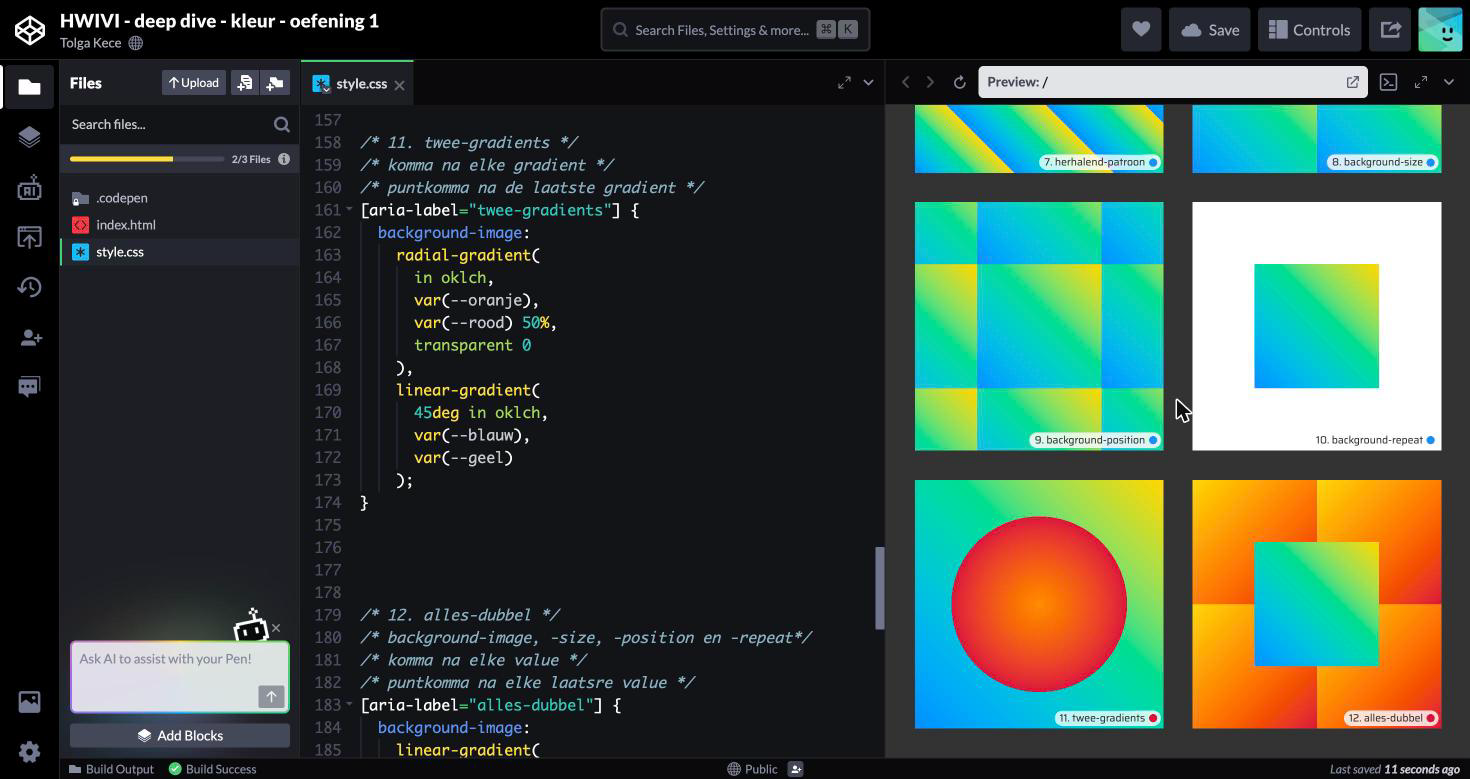 HWIVI - deep dive - kleur - oefening 1
Tolga Kece
Search Files, Settings & more... ⌘ K
Save
Controls
Files
Upload
Search files...
2/3 Files
.codepen
index.html
style.css
Ask AI to assist with your Pen!
Add Blocks
style.css
157
158 /* 11. twee-gradients */
159 /* komma na elke gradient */
160 /* puntkomma na de laatste gradient */
161 [aria-label="twee-gradients"] {
162 background-image:
163 radial-gradient(
164 in oklch,
165 var(--oranje),
166 var(--rood) 50%,
167 transparent 0
168 ),
169 linear-gradient(
170 45deg in oklch,
171 var(--blauw),
172 var(--geel)
173 );
174 }
175
176
177
178
179 /* 12. alles-dubbel */
180 /* background-image, -size, -position en -repeat*/
181 /* komma na elke value */
182 /* puntkomma na elke laatsre value */
183 [aria-label="alles-dubbel"] {
184 background-image:
185 linear-gradient(
Preview: /
7. herhalend-patroon
8. background-size
9. background-position
10. background-repeat
11. twee-gradients
12. alles-dubbel
Build Output
Build Success
Public
Last saved 11 seconds ago